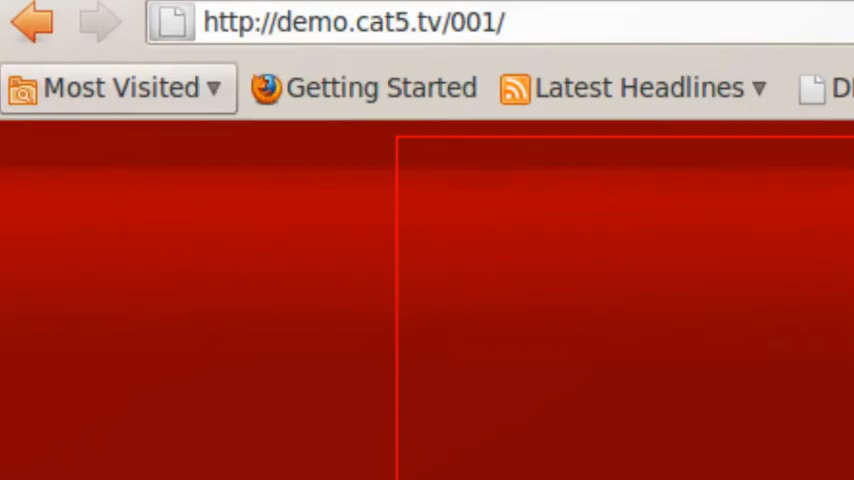 http://demo.cat5.tv/001/
Most Visited Getting Started Latest Headlines